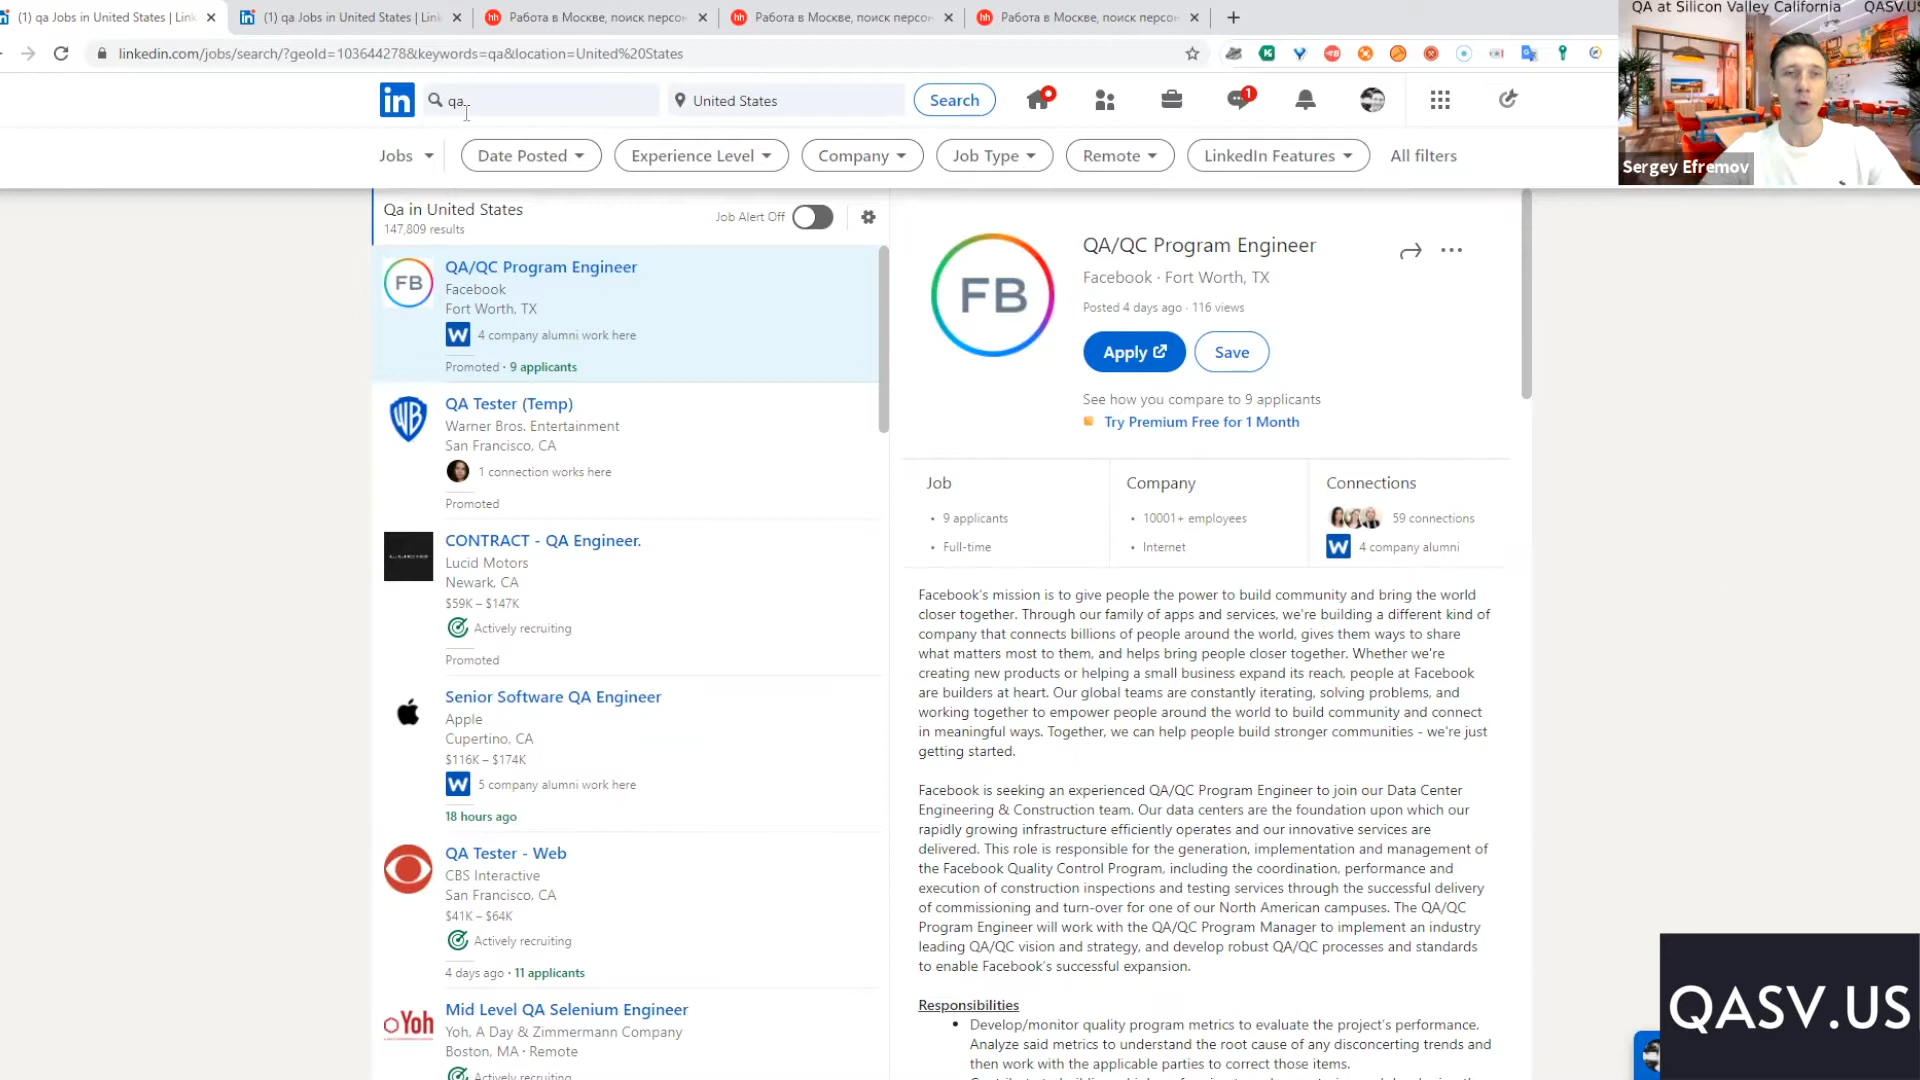 (1) qa Jobs in United States | Link
(1) qa Jobs in United States | Link
hh Работа в Москве, поиск персон
hh Работа в Москве, поиск персон
hh Работа в Москве, поиск персон
QA at Silicon Valley California QASV.US
linkedin.com/jobs/search/?geoId=103644278&keywords=qa&location=United%20States
in
qa
United States
Search
1
Sergey Efremov
Jobs
Date Posted
Experience Level
Company
Job Type
Remote
LinkedIn Features
All filters
Qa in United States
147,809 results
Job Alert Off
FB
QA/QC Program Engineer
Facebook
Fort Worth, TX
W 4 company alumni work here
Promoted · 9 applicants
WB
QA Tester (Temp)
Warner Bros. Entertainment
San Francisco, CA
1 connection works here
Promoted
CONTRACT - QA Engineer.
Lucid Motors
Newark, CA
$59K – $147K
Actively recruiting
Promoted
Senior Software QA Engineer
Apple
Cupertino, CA
$116K – $174K
W 5 company alumni work here
18 hours ago
QA Tester - Web
CBS Interactive
San Francisco, CA
$41K – $64K
Actively recruiting
4 days ago · 11 applicants
Yoh
Mid Level QA Selenium Engineer
Yoh, A Day & Zimmermann Company
Boston, MA · Remote
Actively recruiting
FB
QA/QC Program Engineer
Facebook · Fort Worth, TX
Posted 4 days ago · 116 views
Apply
Save
See how you compare to 9 applicants
Try Premium Free for 1 Month
Job
• 9 applicants
• Full-time
Company
• 10001+ employees
• Internet
Connections
59 connections
W 4 company alumni
Facebook's mission is to give people the power to build community and bring the world
closer together. Through our family of apps and services, we're building a different kind of
company that connects billions of people around the world, gives them ways to share
what matters most to them, and helps bring people closer together. Whether we're
creating new products or helping a small business expand its reach, people at Facebook
are builders at heart. Our global teams are constantly iterating, solving problems, and
working together to empower people around the world to build community and connect
in meaningful ways. Together, we can help people build stronger communities - we're just
getting started.
Facebook is seeking an experienced QA/QC Program Engineer to join our Data Center
Engineering & Construction team. Our data centers are the foundation upon which our
rapidly growing infrastructure efficiently operates and our innovative services are
delivered. This role is responsible for the generation, implementation and management of
the Facebook Quality Control Program, including the coordination, performance and
execution of construction inspections and testing services through the successful delivery
of commissioning and turn-over for one of our North American campuses. The QA/QC
Program Engineer will work with the QA/QC Program Manager to implement an industry
leading QA/QC vision and strategy, and develop robust QA/QC processes and standards
to enable Facebook's successful expansion.
Responsibilities
• Develop/monitor quality program metrics to evaluate the project's performance.
Analyze said metrics to understand the root cause of any disconcerting trends and
then work with the applicable parties to correct those items.
QASV.US